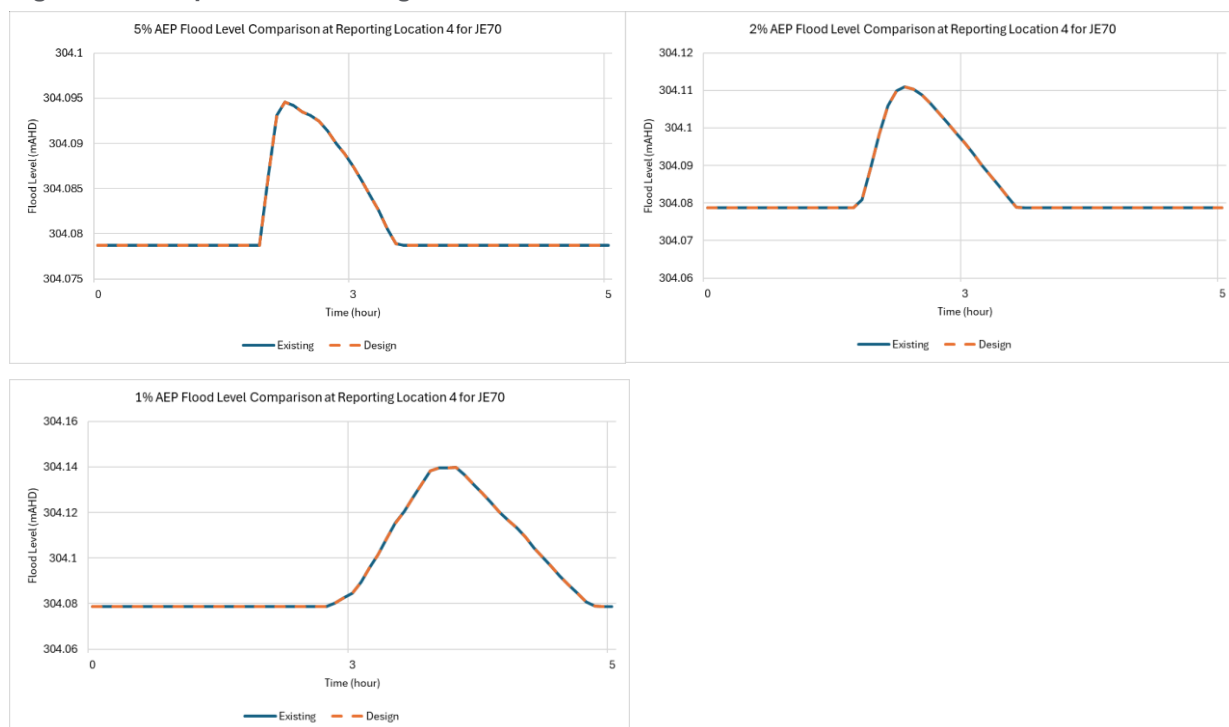 5% AEP Flood Level Comparison at Reporting Location 4 for JE70
304.1
304.095
304.09
304.085
304.08
304.075
Flood Level (mAHD)
0 3 5
Time (hour)
Existing Design
2% AEP Flood Level Comparison at Reporting Location 4 for JE70
304.12
304.11
304.1
304.09
304.08
304.07
304.06
Flood Level (mAHD)
0 3 5
Time (hour)
Existing Design
1% AEP Flood Level Comparison at Reporting Location 4 for JE70
304.16
304.14
304.12
304.1
304.08
304.06
Flood Level (mAHD)
0 3 5
Time (hour)
Existing Design